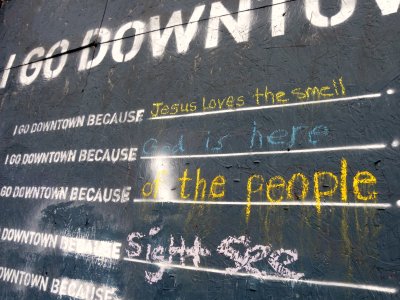 I GO DOWNTOWN
I GO DOWNTOWN BECAUSE Jesus Loves the smell
I GO DOWNTOWN BECAUSE God is here
GO DOWNTOWN BECAUSE of the people
DOWNTOWN BECAUSE Sight see
DOWNTOWN BECAUSE